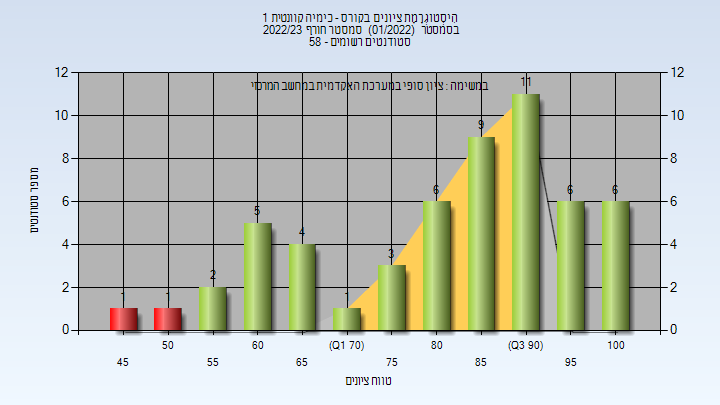 היסטוגרמת ציונים בקורס - כימיה קוונטית 1
בסמסטר (01/2022) סמסטר חורף 2022/23
סטודנטים רשומים - 58
במשימה : ציון סופי במערכת האקדמית במחשב המרכזי
12 12
10 10
8 8
6 6
4 4
2 2
0 0
מספר סטודנטים
1 1 2 5 4 1 3 6 9 11 6 6
50 60 (Q1 70) 80 (Q3 90) 100
45 55 65 75 85 95
טווח ציונים